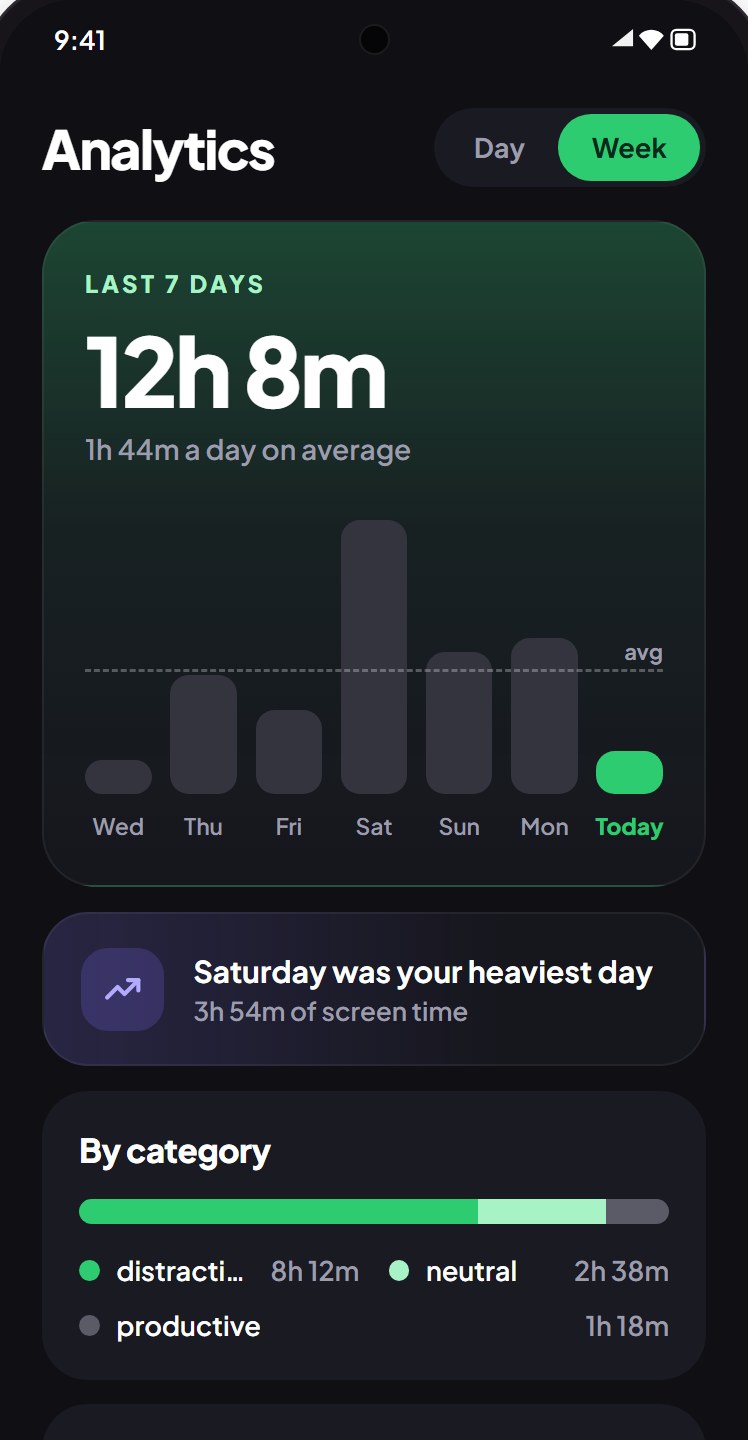 9:41
Analytics
Day Week
LAST 7 DAYS
12h 8m
1h 44m a day on average
avg
Wed Thu Fri Sat Sun Mon Today
Saturday was your heaviest day
3h 54m of screen time
By category
distracti... 8h 12m neutral 2h 38m
productive 1h 18m